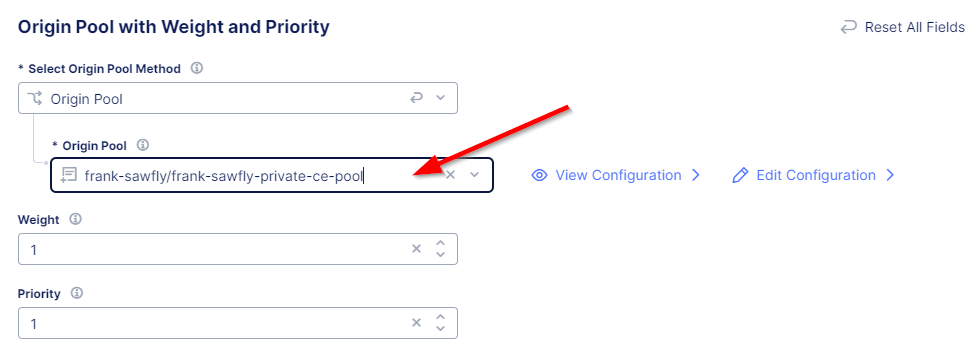 Origin Pool with Weight and Priority
Reset All Fields
* Select Origin Pool Method
Origin Pool
* Origin Pool
frank-sawfly/frank-sawfly-private-ce-pool
View Configuration
Edit Configuration
Weight
1
Priority
1